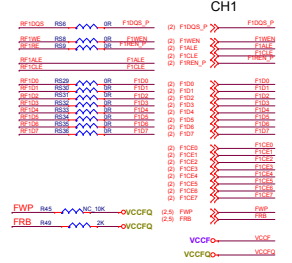 CH1
RF1DQS RS6 0R F1DQS_P (2) F1DQS_P F1DQS_P
RF1WE RS8 0R F1WEN (2) F1WEN F1WEN
RF1RE RS9 0R F1REN_P (2) F1ALE F1ALE
RF1ALE F1ALE (2) F1CLE F1CLE
RF1CLE F1CLE (2) F1REN_P F1REN_P
RF1D0 RS29 0R F1D0 (2) F1D0 F1D0
RF1D1 RS30 0R F1D1 (2) F1D1 F1D1
RF1D2 RS31 0R F1D2 (2) F1D2 F1D2
RF1D3 RS32 0R F1D3 (2) F1D3 F1D3
RF1D4 RS33 0R F1D4 (2) F1D4 F1D4
RF1D5 RS34 0R F1D5 (2) F1D5 F1D5
RF1D6 RS35 0R F1D6 (2) F1D6 F1D6
RF1D7 RS36 0R F1D7 (2) F1D7 F1D7
(2) F1CE0 F1CE0
(2) F1CE1 F1CE1
(2) F1CE2 F1CE2
(2) F1CE3 F1CE3
(2) F1CE4 F1CE4
(2) F1CE5 F1CE5
(2) F1CE6 F1CE6
(2) F1CE7 F1CE7
FWP R45 NC_10K VCCFQ (2,5) FWP FWP
FRB R49 2K VCCFQ (2,5) FRB FRB
VCCF VCCF
VCCFQ VCCFQ